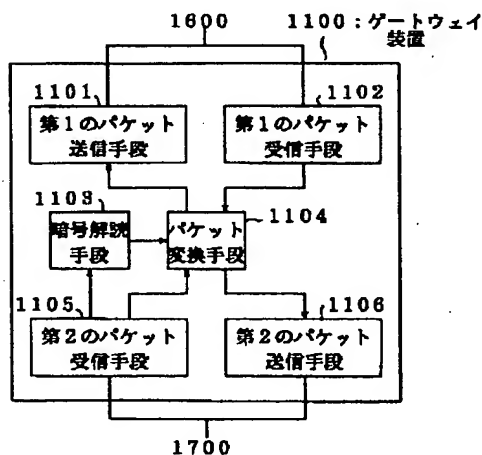 1600
1100:ゲートウェイ
装置
1101
1102
第1のパケット
送信手段
第1のパケット
受信手段
1103
暗号解読
手段
パケット
変換手段
1104
1105
1106
第2のパケット
受信手段
第2のパケット
送信手段
1700